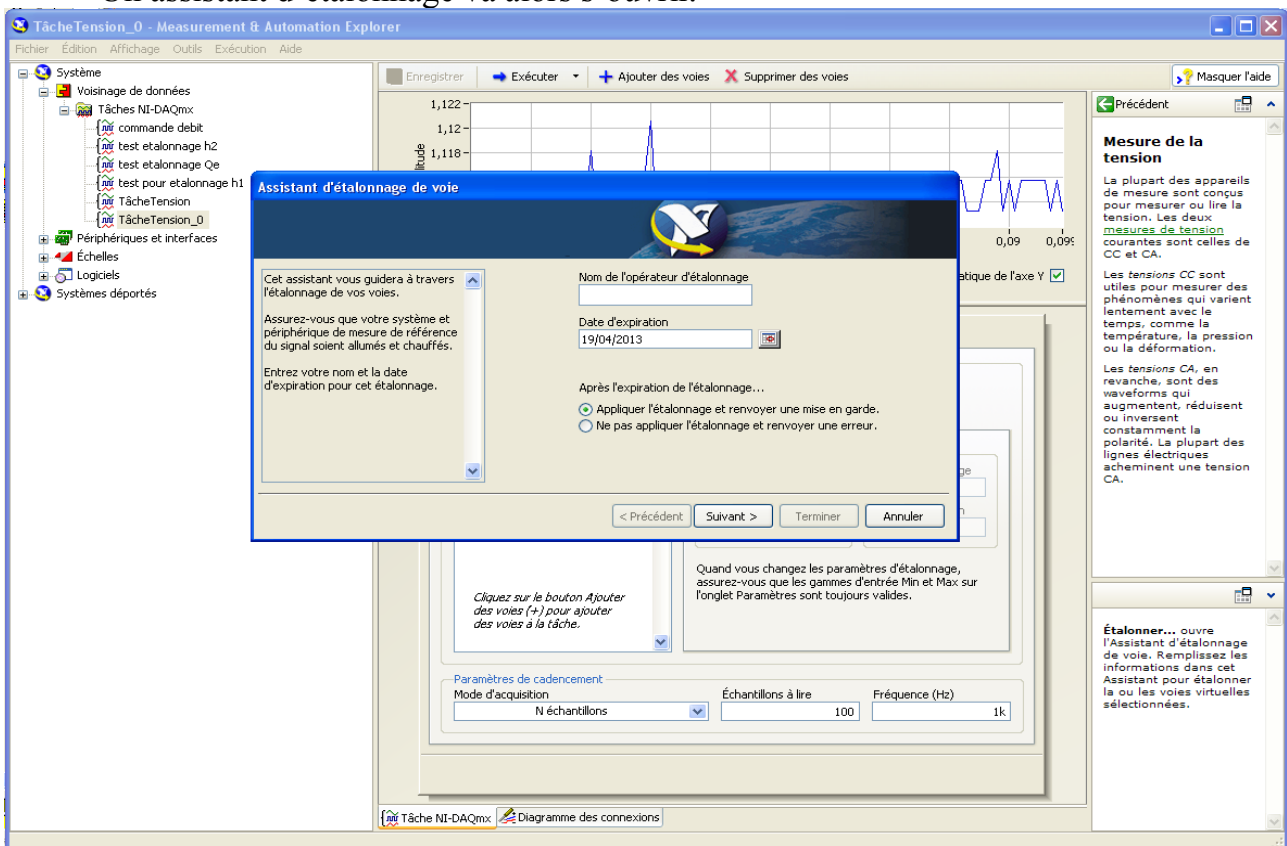 Un assistant d'étalonnage va alors s'ouvrir.
TâcheTension_0 - Measurement & Automation Explorer
Fichier Édition Affichage Outils Exécution Aide
Système
Voisinage de données
Tâches NI-DAQmx
commande debit
test etalonnage h2
test etalonnage Qe
test pour etalonnage h1
TâcheTension
TâcheTension_0
Périphériques et interfaces
Échelles
Logiciels
Systèmes déportés
Enregistrer Exécuter Ajouter des voies Supprimer des voies Masquer l'aide
1,122
1,12
1,118
0,09 0,099
Assistant d'étalonnage de voie
Cet assistant vous guidera à travers
l'étalonnage de vos voies.
Assurez-vous que votre système et
périphérique de mesure de référence
du signal soient allumés et chauffés.
Entrez votre nom et la date
d'expiration pour cet étalonnage.
Nom de l'opérateur d'étalonnage
Date d'expiration
19/04/2013
Après l'expiration de l'étalonnage...
Appliquer l'étalonnage et renvoyer une mise en garde.
Ne pas appliquer l'étalonnage et renvoyer une erreur.
< Précédent Suivant > Terminer Annuler
de l'axe Y
Quand vous changez les paramètres d'étalonnage,
assurez-vous que les gammes d'entrée Min et Max sur
l'onglet Paramètres sont toujours valides.
Cliquez sur le bouton Ajouter
des voies (+) pour ajouter
des voies à la tâche.
Paramètres de cadencement
Mode d'acquisition Échantillons à lire Fréquence (Hz)
N échantillons 100 1k
Tâche NI-DAQmx Diagramme des connexions
Précédent
Mesure de la
tension
La plupart des appareils
de mesure sont conçus
pour mesurer ou lire la
tension. Les deux
mesures de tension
courantes sont celles de
CC et CA.
Les tensions CC sont
utiles pour mesurer des
phénomènes qui varient
lentement avec le
temps, comme la
température, la pression
ou la déformation.
Les tensions CA, en
revanche, sont des
waveforms qui
augmentent, réduisent
ou inversent
constamment la
polarité. La plupart des
lignes électriques
acheminent une tension
CA.
Étalonner... ouvre
l'Assistant d'étalonnage
de voie. Remplissez les
informations dans cet
Assistant pour étalonner
la ou les voies virtuelles
sélectionnées.